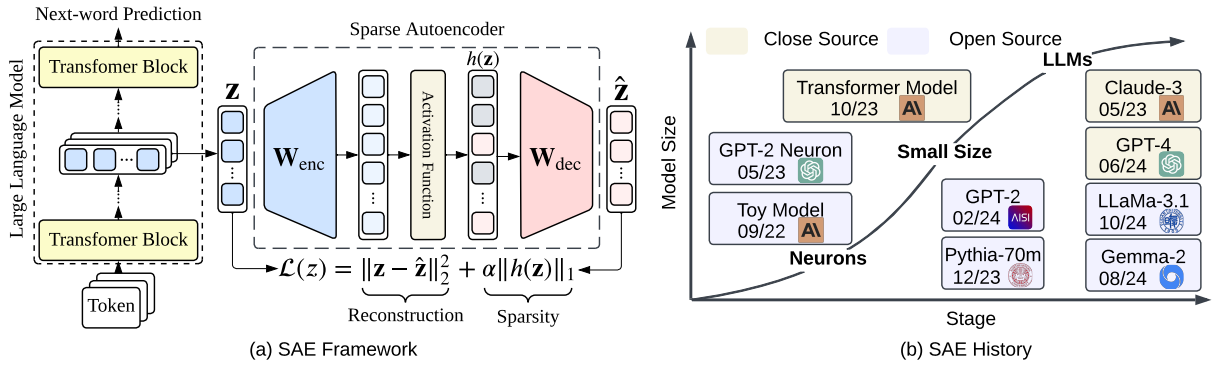 Next-word Prediction
Large Language Model
Transfomer Block
Transfomer Block
Token
Sparse Autoencoder
z
W_enc
Activation Function
h(z)
W_dec
ẑ
ℒ(z) = ‖z − ẑ‖₂² + α‖h(z)‖₁
Reconstruction
Sparsity
(a) SAE Framework
Close Source
Open Source
LLMs
Model Size
Transformer Model
10/23
Claude-3
05/23
GPT-2 Neuron
05/23
Small Size
GPT-4
06/24
Toy Model
09/22
GPT-2
02/24
AISI
LLaMa-3.1
10/24
Neurons
Pythia-70m
12/23
Gemma-2
08/24
Stage
(b) SAE History